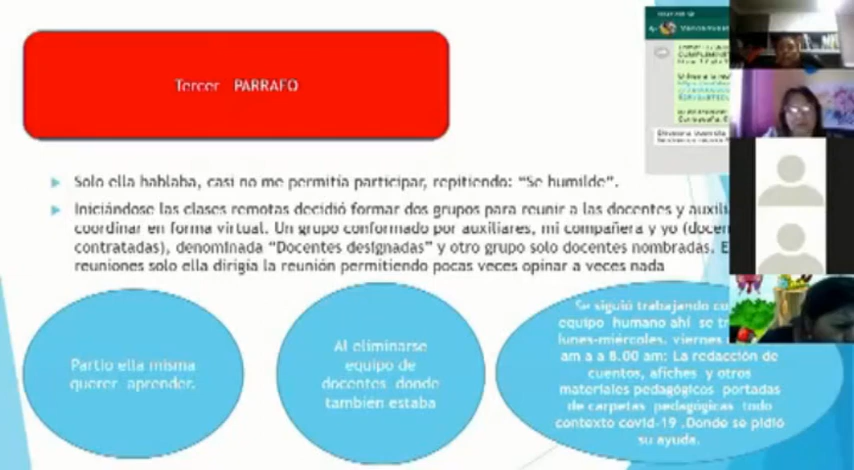 Tercer PARRAFO
Solo ella hablaba, casi no me permitía participar, repitiendo: “Se humilde”.
Iniciándose las clases remotas decidió formar dos grupos para reunir a las docentes y auxili
coordinar en forma virtual. Un grupo conformado por auxiliares, mi compañera y yo (docen
contratadas), denominada “Docentes designadas” y otro grupo solo docentes nombradas. E
reuniones solo ella dirigía la reunión permitiendo pocas veces opinar a veces nada
Partio ella misma
querer aprender.
Al eliminarse
equipo de
docentes donde
también estaba
Se siguió trabajando co
equipo humano ahí se tr
lunes-miércoles, viernes
am a a 8.00 am: La redacción de
cuentos, afiches y otros
materiales pedagógicos portadas
de carpetas pedagógicas todo
contexto covid-19 .Donde se pidió
su ayuda.